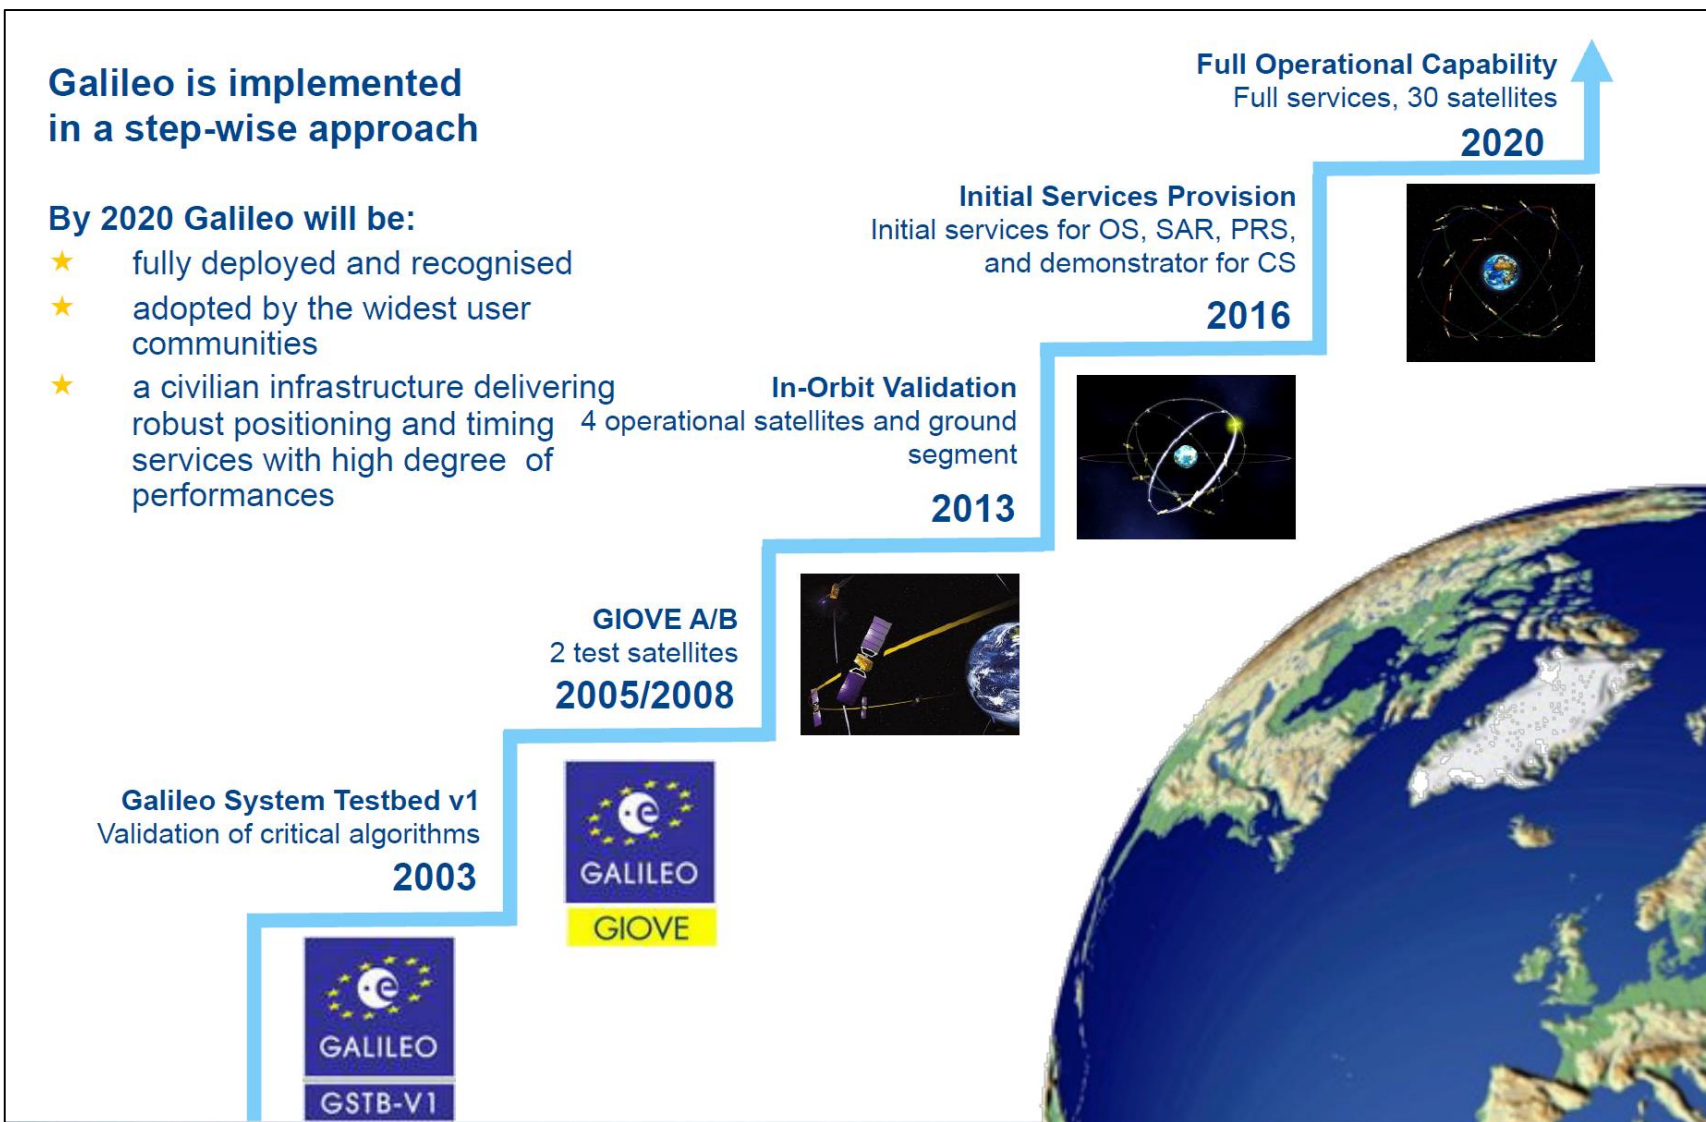 Galileo is implemented
in a step-wise approach
By 2020 Galileo will be:
fully deployed and recognised
adopted by the widest user
communities
a civilian infrastructure delivering
robust positioning and timing
services with high degree of
performances
Full Operational Capability
Full services, 30 satellites
2020
Initial Services Provision
Initial services for OS, SAR, PRS,
and demonstrator for CS
2016
In-Orbit Validation
4 operational satellites and ground
segment
2013
GIOVE A/B
2 test satellites
2005/2008
Galileo System Testbed v1
Validation of critical algorithms
2003
e
GALILEO
GIOVE
e
GALILEO
GSTB-V1